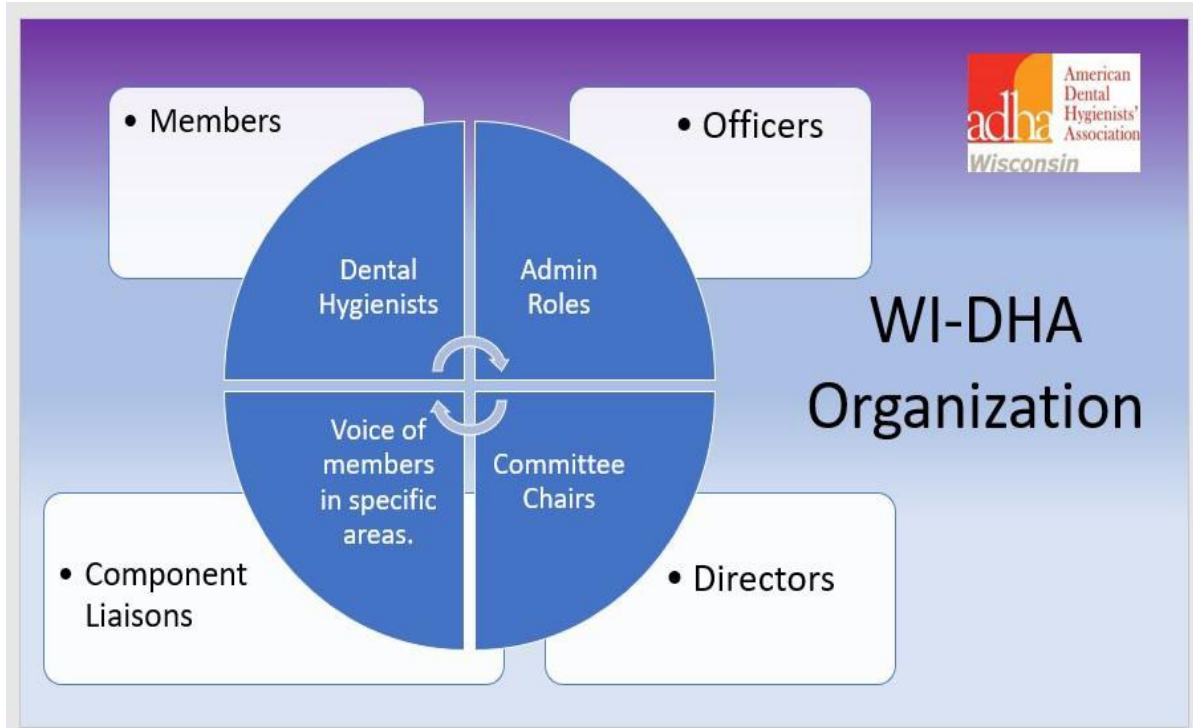 • Members
• Officers
adha
American
Dental
Hygienists'
Association
Wisconsin
Dental
Hygienists
Admin
Roles
WI-DHA
Organization
Voice of
members
in specific
areas.
Committee
Chairs
• Component
Liaisons
• Directors